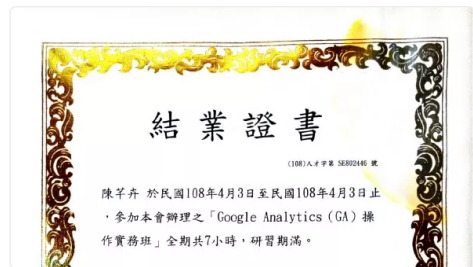 結業證書
(108)人才字第 SE802446 號
陳芊卉 於民國108年4月3日至民國108年4月3日止
，參加本會辦理之「Google Analytics（GA）操
作實務班」全期共7小時，研習期滿。